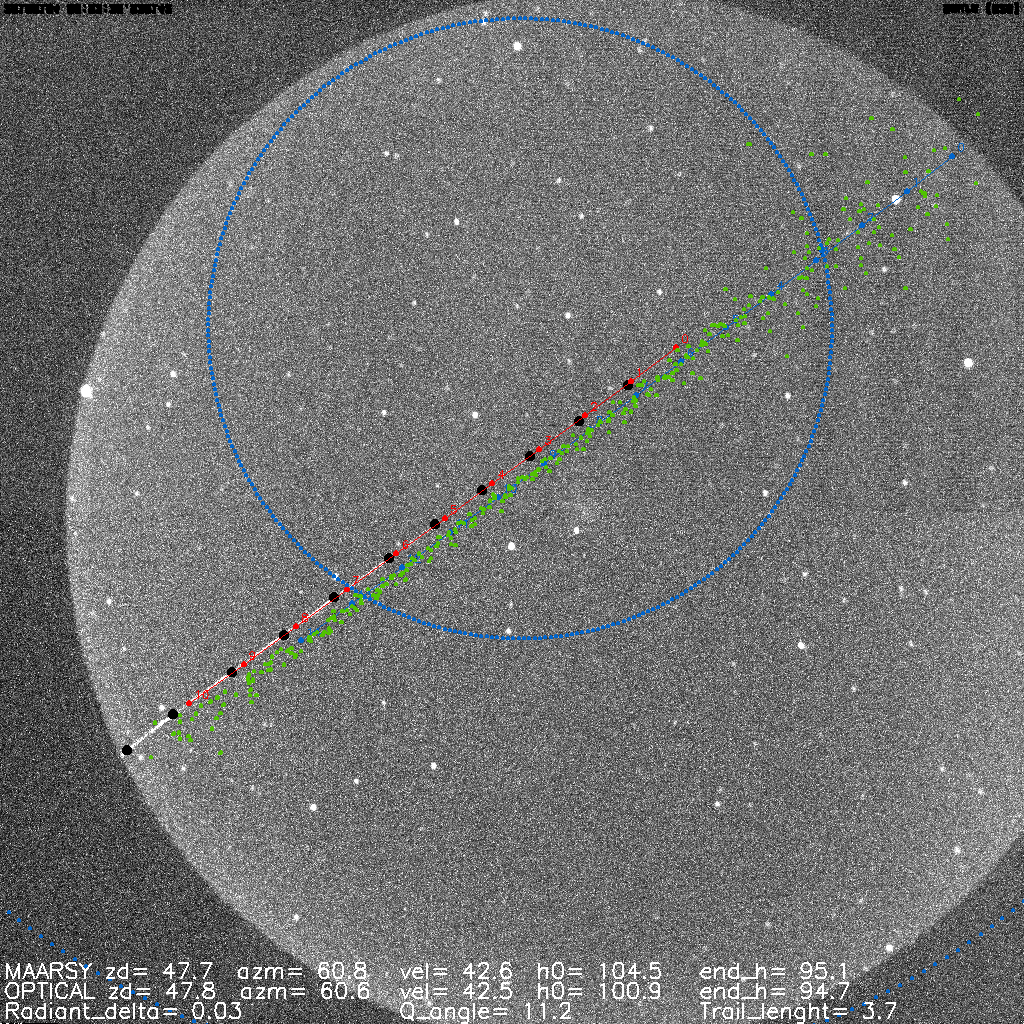 MAARSY zd= 47.7 azm= 60.8 vel= 42.6 h0= 104.5 end_h= 95.1
OPTICAL zd= 47.8 azm= 60.6 vel= 42.5 h0= 100.9 end_h= 94.7
Radiant_delta= 0.03 Q_angle= 11.2 Trail_lenght= 3.7